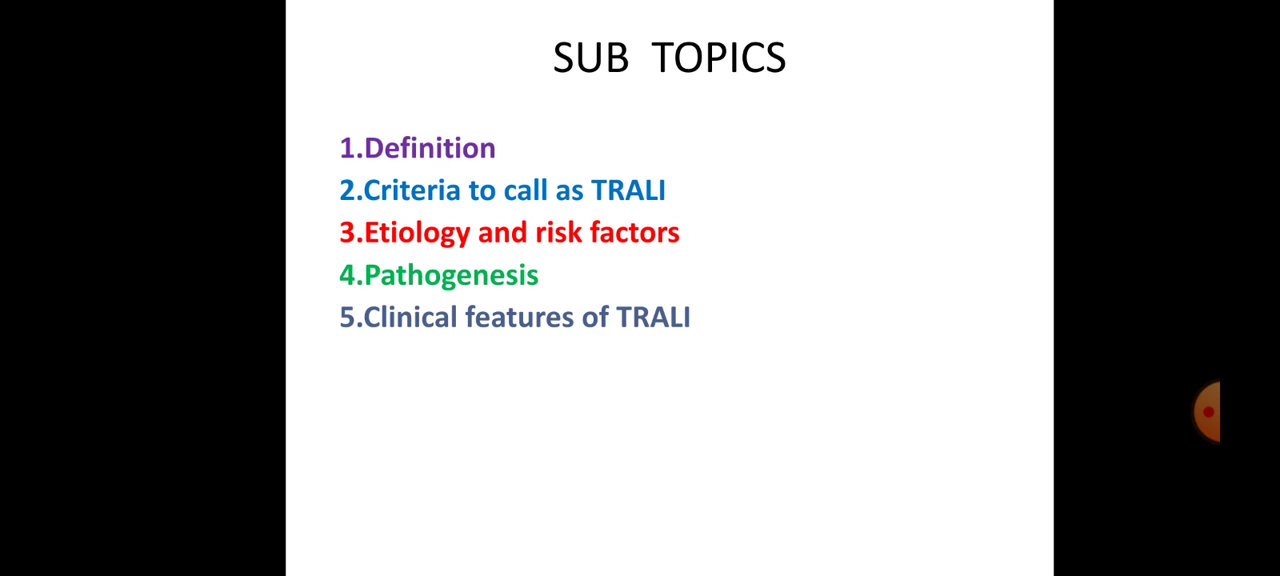 SUB TOPICS
1.Definition
2.Criteria to call as TRALI
3.Etiology and risk factors
4.Pathogenesis
5.Clinical features of TRALI